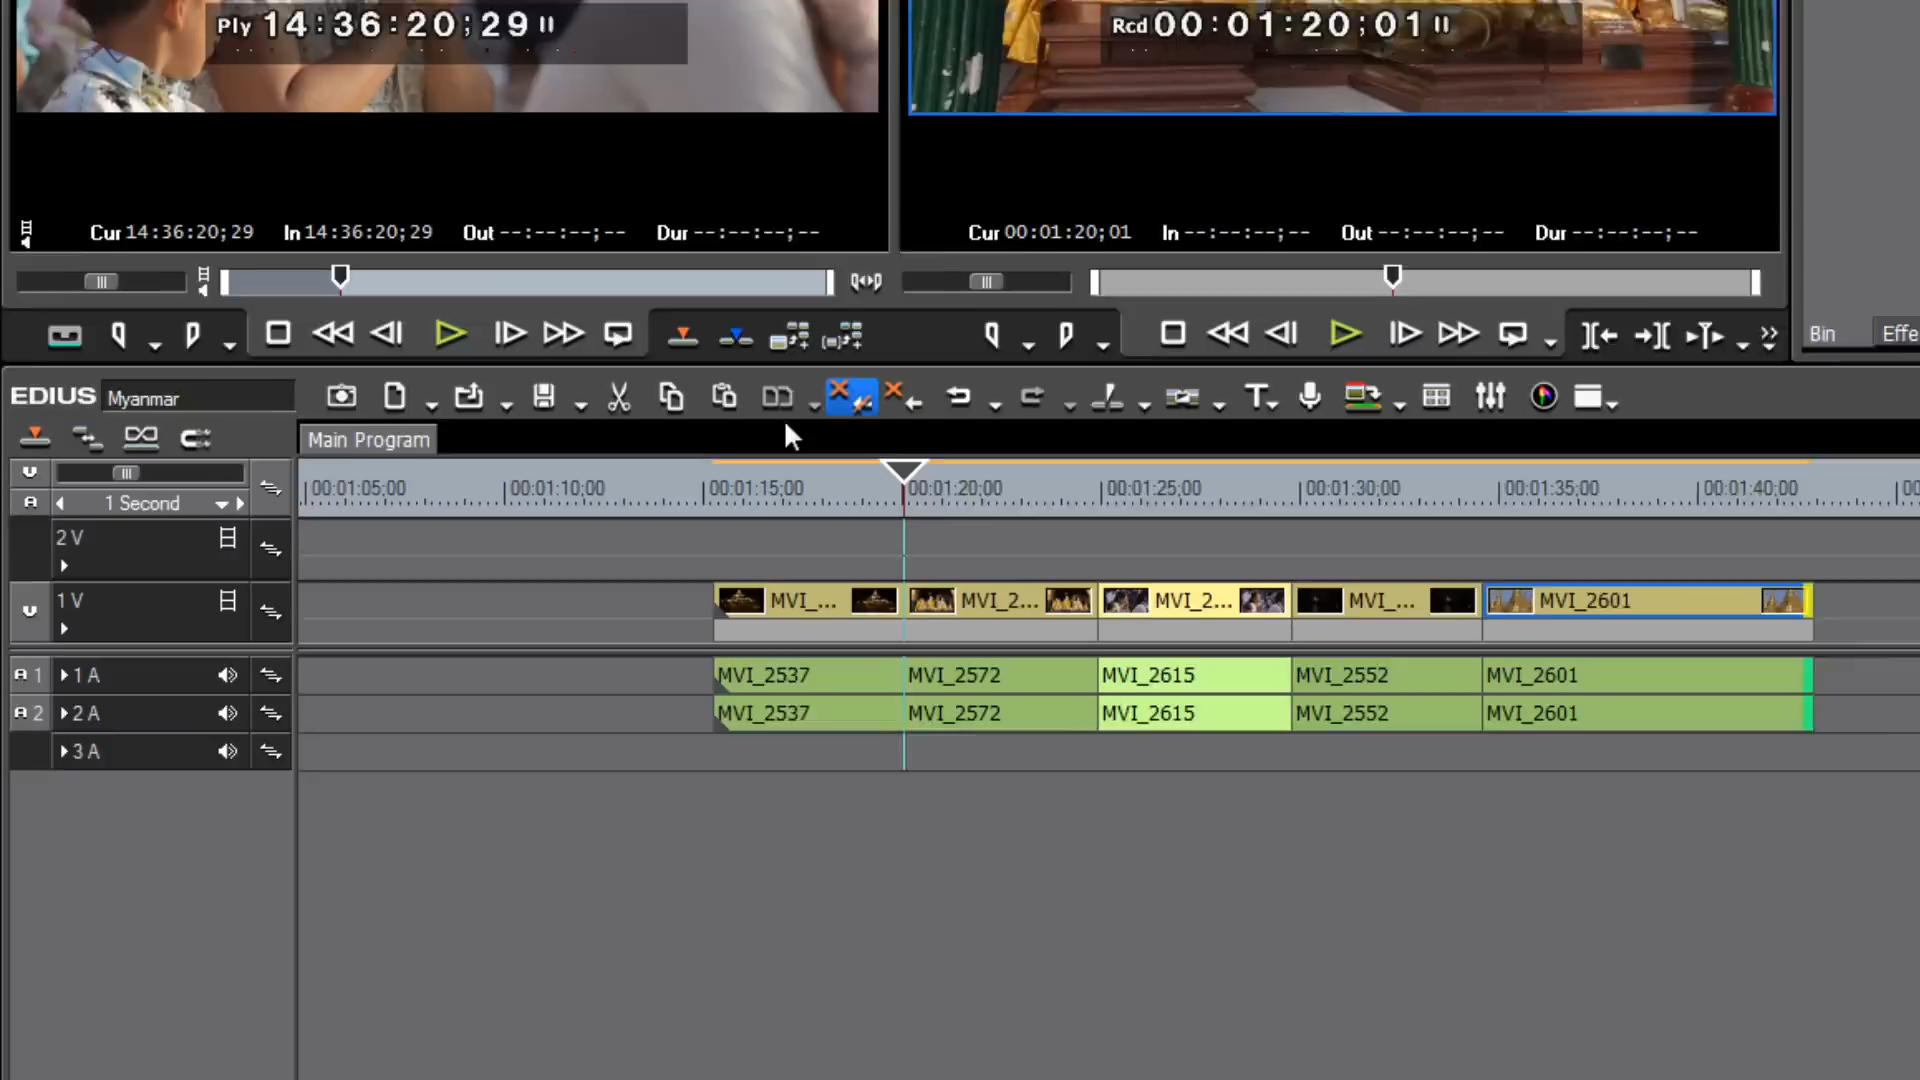 Ply 14:36:20;29
Rcd 00:01:20;01
Cur 14:36:20;29 In 14:36:20;29 Out --:--:--;-- Dur --:--:--;--
Cur 00:01:20;01 In --:--:--;-- Out --:--:--;-- Dur --:--:--;--
Bin Effe
EDIUS Myanmar
Main Program
1 Second
00:01:05;00 00:01:10;00 00:01:15;00 00:01:20;00 00:01:25;00 00:01:30;00 00:01:35;00 00:01:40;00 00
2 V
1 V MVI_... MVI_2... MVI_2... MVI_... MVI_2601
A 1 1 A MVI_2537 MVI_2572 MVI_2615 MVI_2552 MVI_2601
A 2 2 A MVI_2537 MVI_2572 MVI_2615 MVI_2552 MVI_2601
3 A